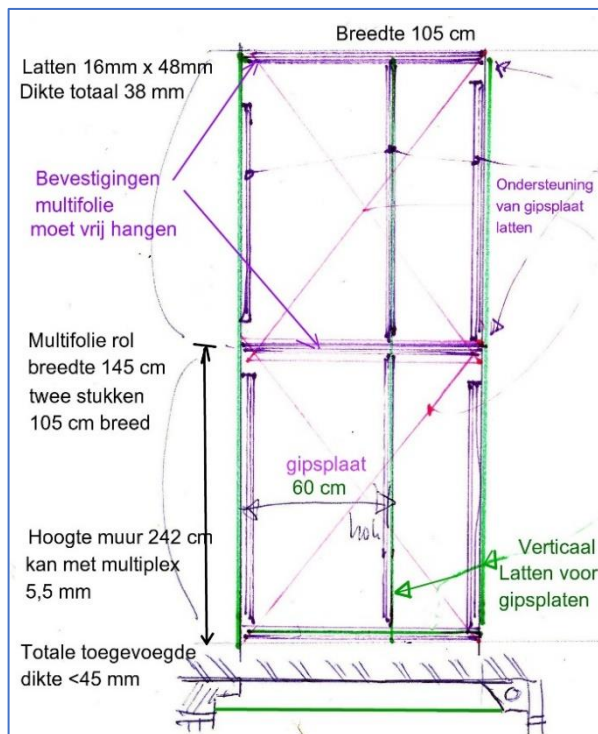 Breedte 105 cm
Latten 16mm x 48mm
Dikte totaal 38 mm
Bevestigingen
multifolie
moet vrij hangen
Ondersteuning
van gipsplaat
latten
Multifolie rol
breedte 145 cm
twee stukken
105 cm breed
gipsplaat
60 cm
Hoogte muur 242 cm
kan met multiplex
5,5 mm
Verticaal
Latten voor
gipsplaten
Totale toegevoegde
dikte <45 mm